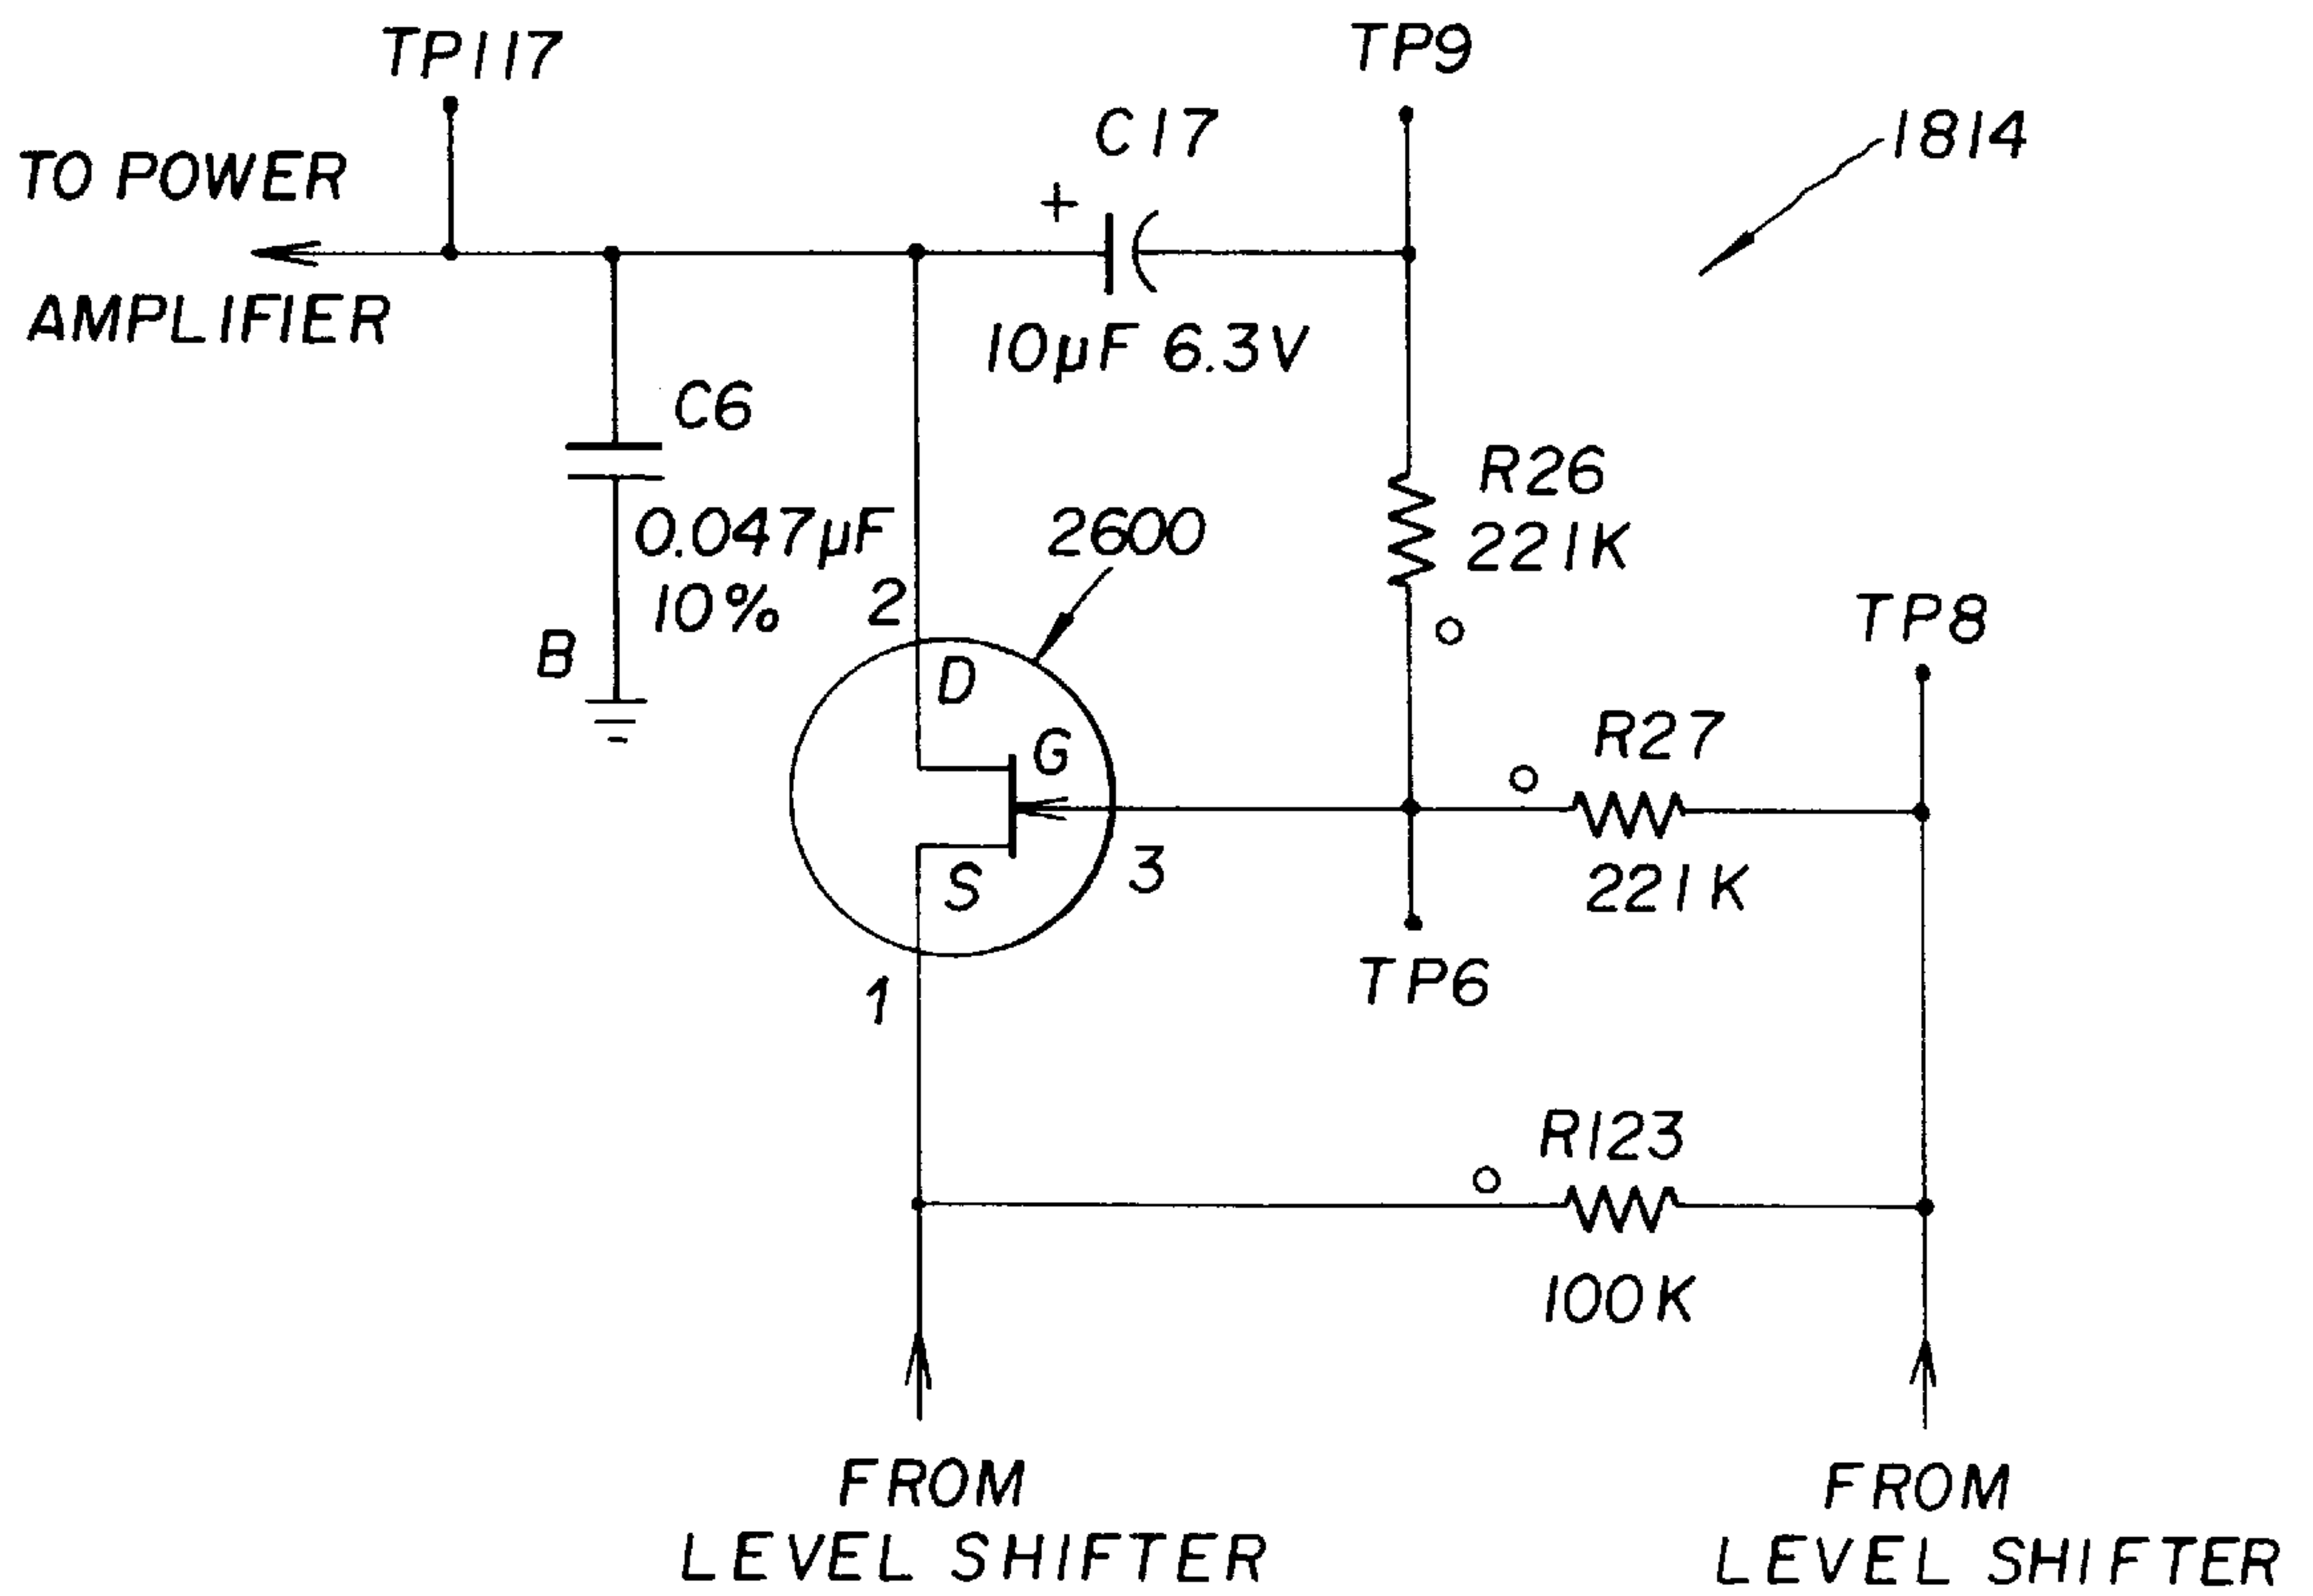 TP117
TP9
C17
1814
TO POWER
+
AMPLIFIER
10µF 6.3V
C6
R26
0.047µF
2600
221K
10%
2
TP8
B
D
R27
G
3
221K
S
TP6
1
R123
100K
FROM
LEVEL SHIFTER
FROM
LEVEL SHIFTER